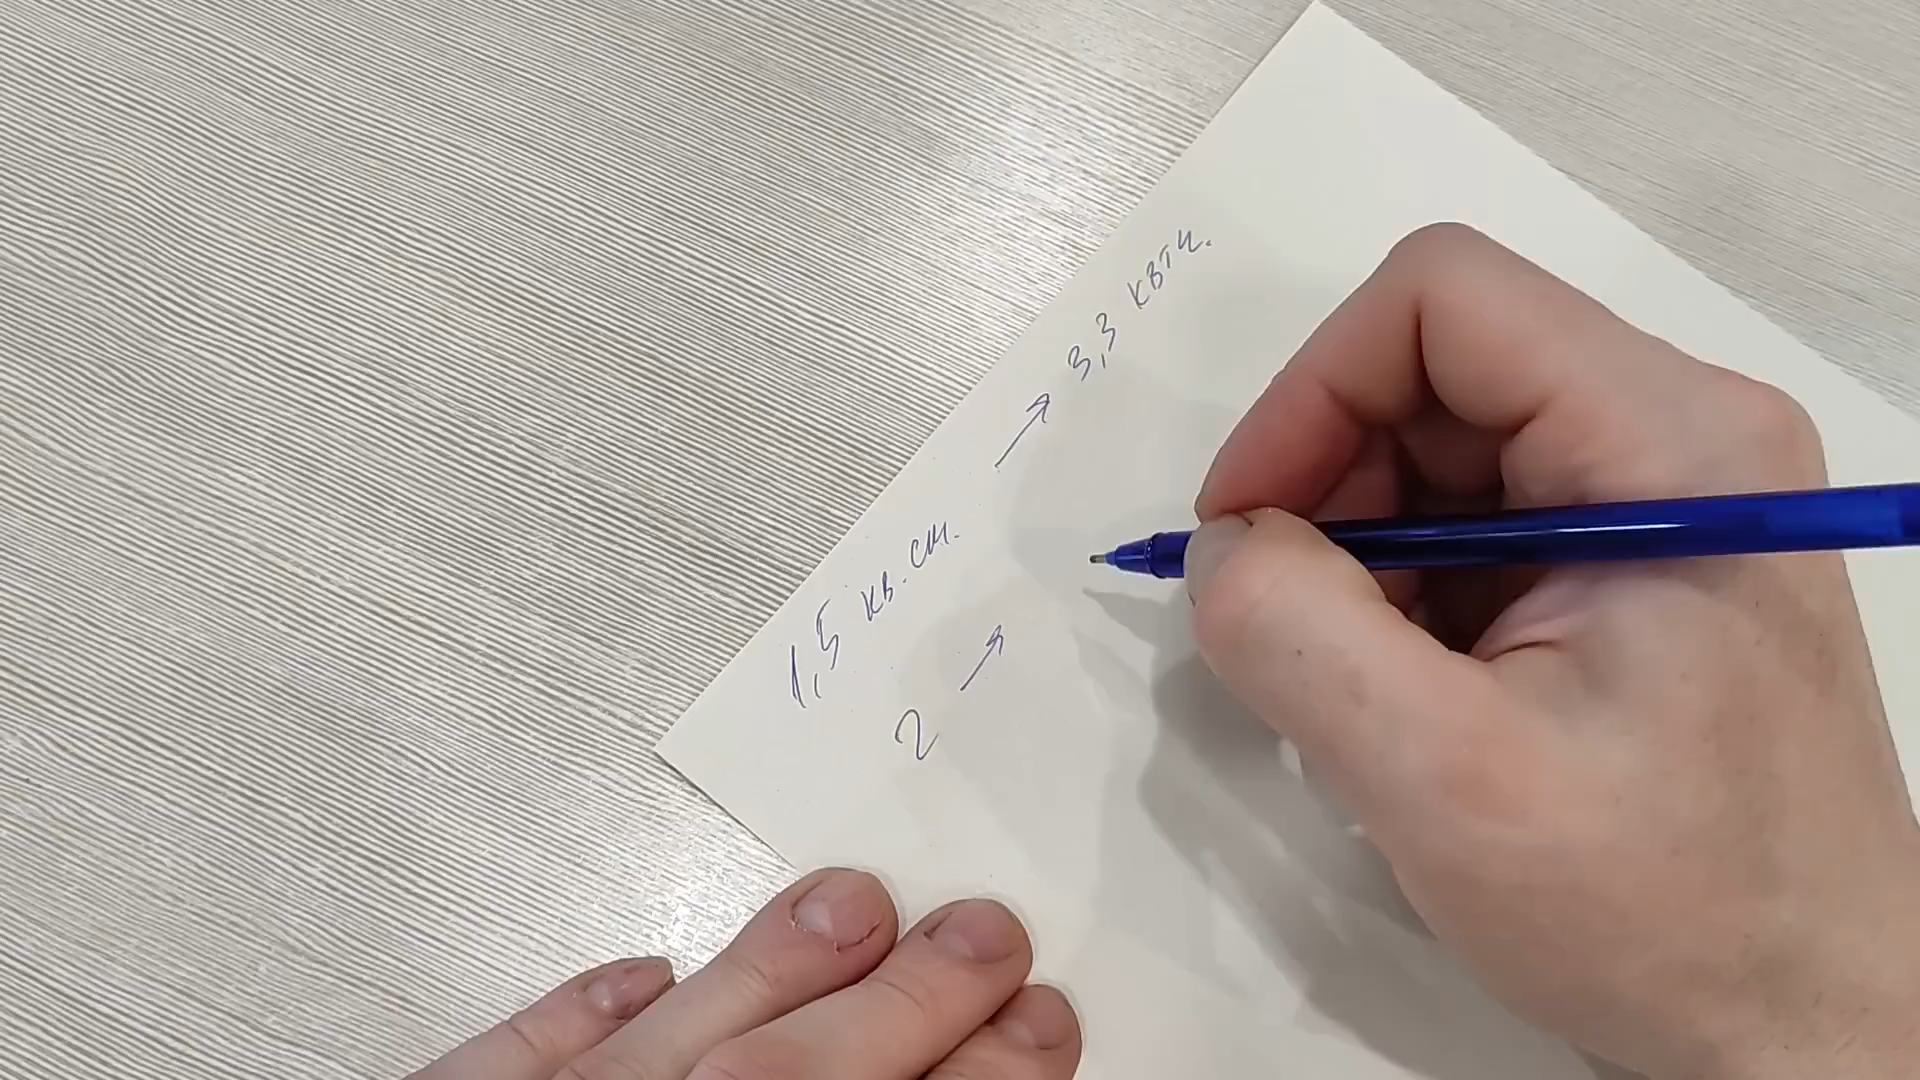 1,5 кв. см. → 3,3 квтч.
2 →